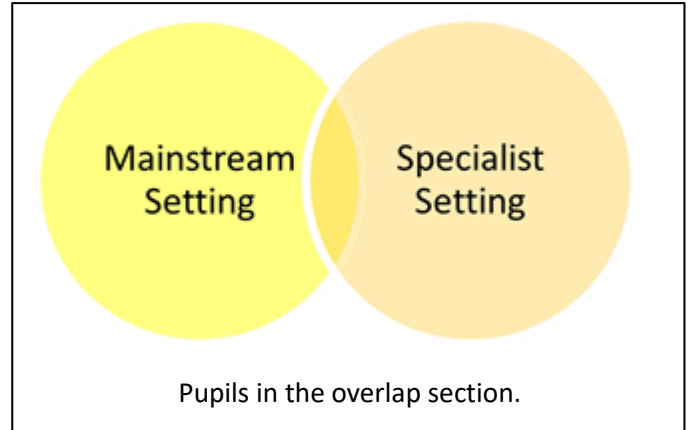 Mainstream
Setting
Specialist
Setting
Pupils in the overlap section.